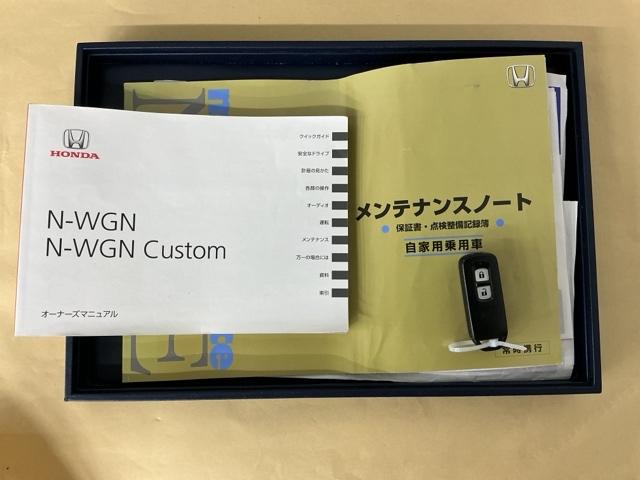 HONDA
N-WGN
N-WGN Custom
オーナーズマニュアル
クイックガイド
安全なドライブ
計器の見かた
各部の操作
オーディオ
運転
メンテナンス
万一の場合には
資料
索引
メンテナンスノート
保証書・点検整備記録簿
自家用乗用車